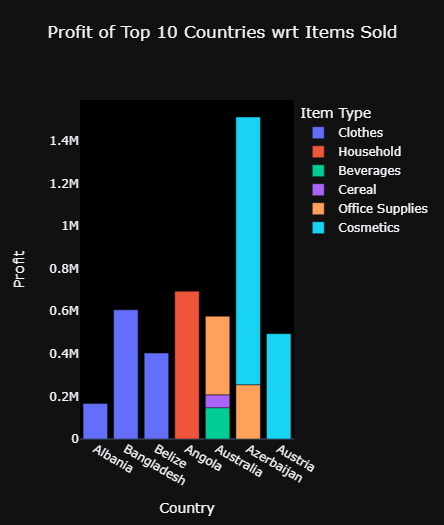 Profit of Top 10 Countries wrt Items Sold
Item Type
Clothes
Household
Beverages
Cereal
Office Supplies
Cosmetics
1.4M
1.2M
1M
0.8M
0.6M
0.4M
0.2M
0
Profit
Albania
Bangladesh
Belize
Angola
Australia
Azerbaijan
Austria
Country